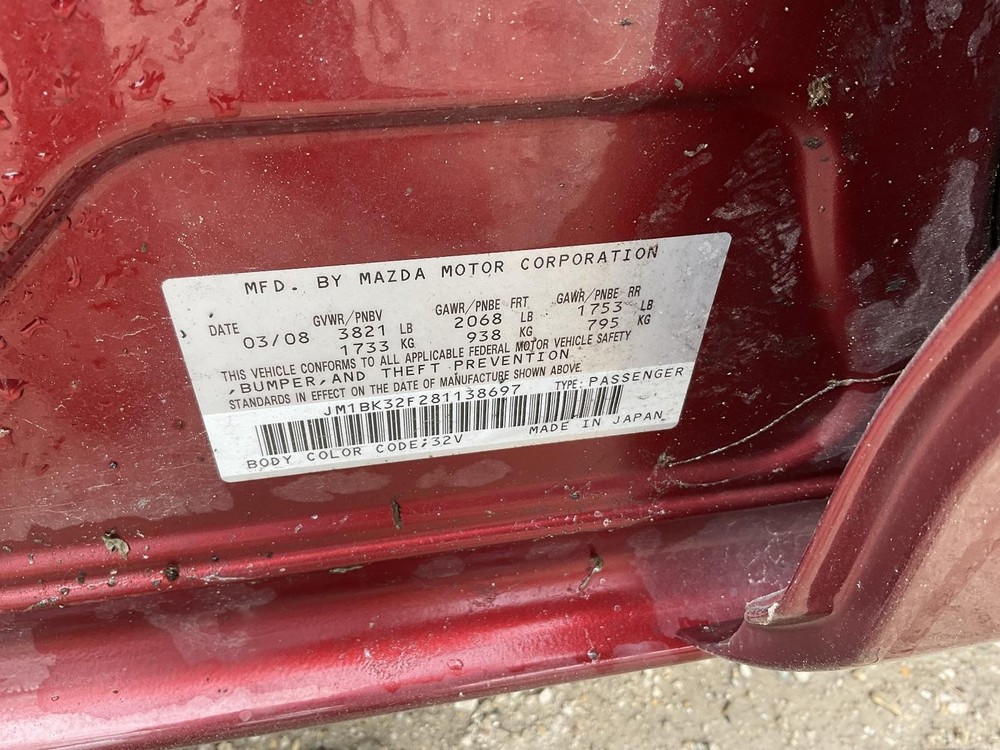 MFD. BY MAZDA MOTOR CORPORATION
DATE GVWR/PNBV GAWR/PNBE FRT GAWR/PNBE RR
03/08 3821 LB 2068 LB 1753 LB
1733 KG 938 KG 795 KG
THIS VEHICLE CONFORMS TO ALL APPLICABLE FEDERAL MOTOR VEHICLE SAFETY
,BUMPER,AND THEFT PREVENTION
STANDARDS IN EFFECT ON THE DATE OF MANUFACTURE SHOWN ABOVE.
JM1BK32F281138697 TYPE: PASSENGER
BODY COLOR CODE;32V MADE IN JAPAN